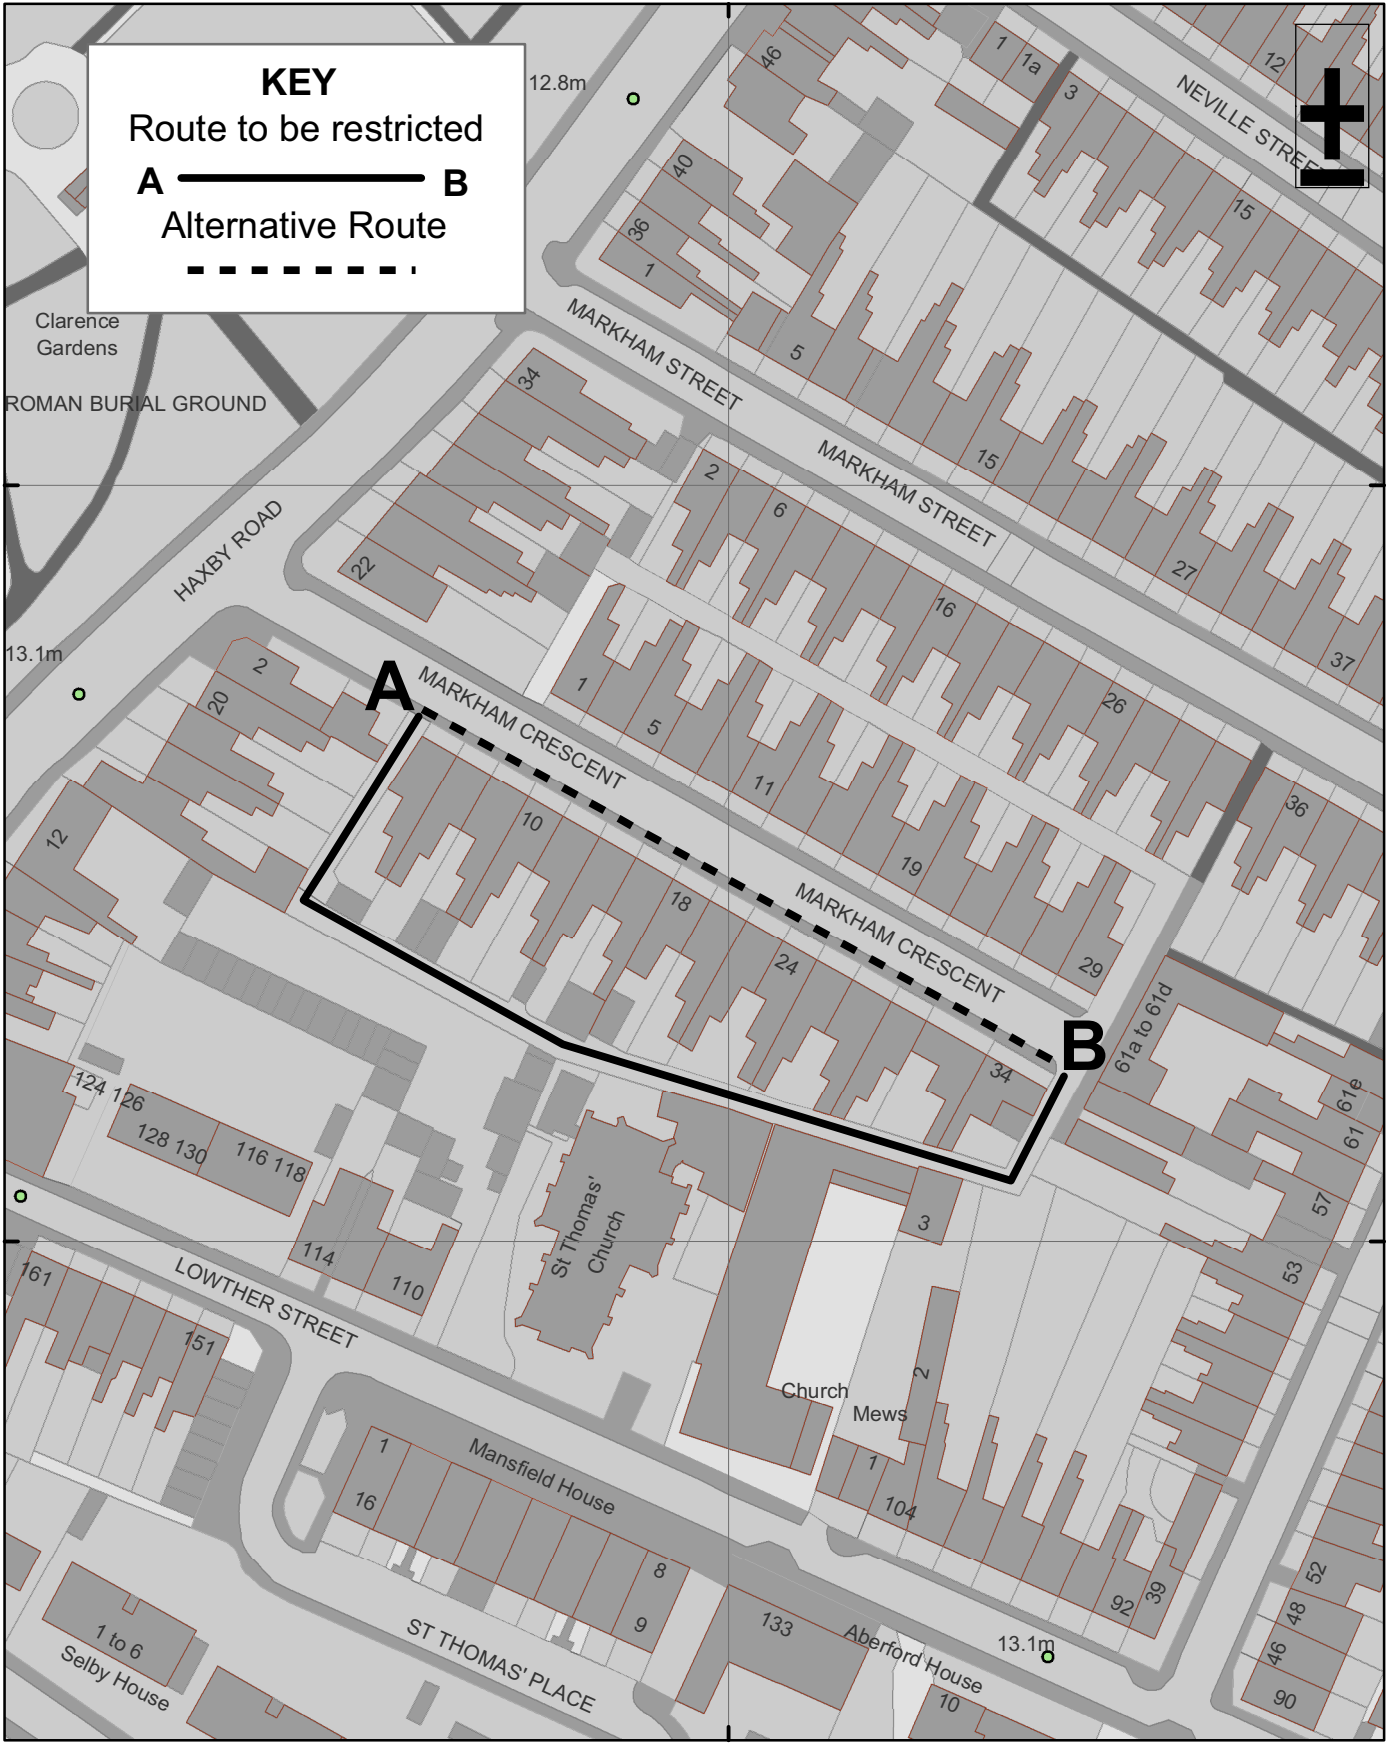 KEY
Route to be restricted
A B
Alternative Route
12.8m
46
1
1a
3
12
NEVILLE STREET
15
40
36
1
Clarence
Gardens
ROMAN BURIAL GROUND
MARKHAM STREET
5
34
MARKHAM STREET
15
2
6
27
37
HAXBY ROAD
22
16
26
13.1m
2
20
A
MARKHAM CRESCENT
1
5
11
36
12
10
18
19
MARKHAM CRESCENT
24
29
34
B
61a to 61d
61e
61
57
53
124 126
128 130
116 118
114
110
St Thomas'
Church
3
161
151
LOWTHER STREET
2
Church
Mews
1
104
1
16
Mansfield House
8
9
92
39
52
48
46
90
1 to 6
Selby House
ST THOMAS' PLACE
133
Aberford House
13.1m
10